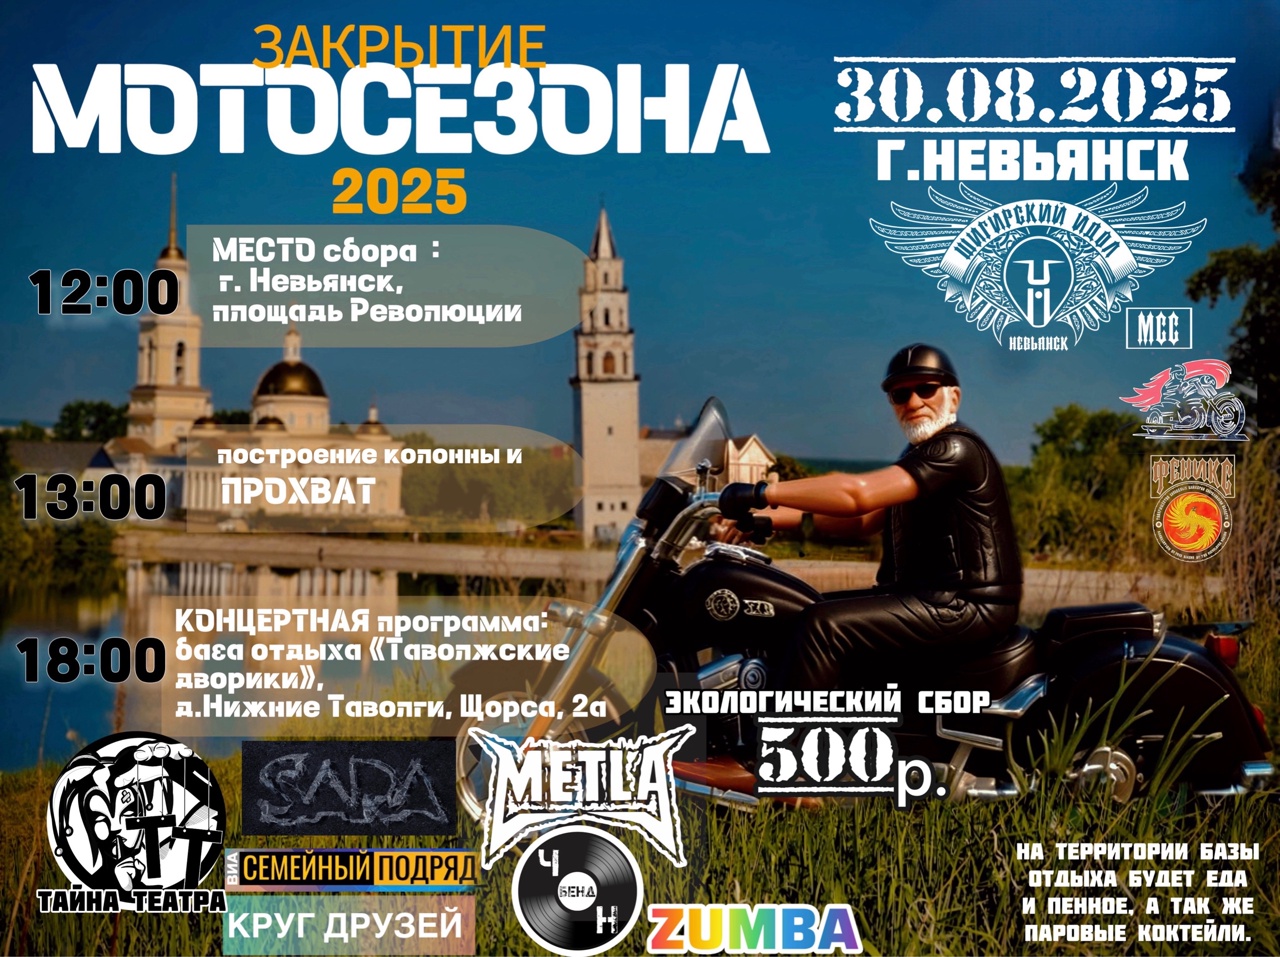 ЗАКРЫТИЕ
МОТОСЕЗОНА
2025
30.08.2025
Г.НЕВЬЯНСК
ШИГИРСКИЙ ИДОЛ
НЕВЬЯНСК
МСС
ФЕНИКС
12:00
МЕСТО сбора :
г. Невьянск,
площадь Революции
13:00
построение колонны и
ПРОХВАТ
18:00
КОНЦЕРТНАЯ программа:
база отдыха «Таволжские
дворики»,
д.Нижние Таволги, Щорса, 2а
ЭКОЛОГИЧЕСКИЙ СБОР
500р.
ТТ
ТАЙНА ТЕАТРА
SADA
METLA
ВИА СЕМЕЙНЫЙ ПОДРЯД
КРУГ ДРУЗЕЙ
Ч
БЕНД
Н
ZUMBA
НА ТЕРРИТОРИИ БАЗЫ
ОТДЫХА БУДЕТ ЕДА
И ПЕННОЕ, А ТАК ЖЕ
ПАРОВЫЕ КОКТЕЙЛИ.